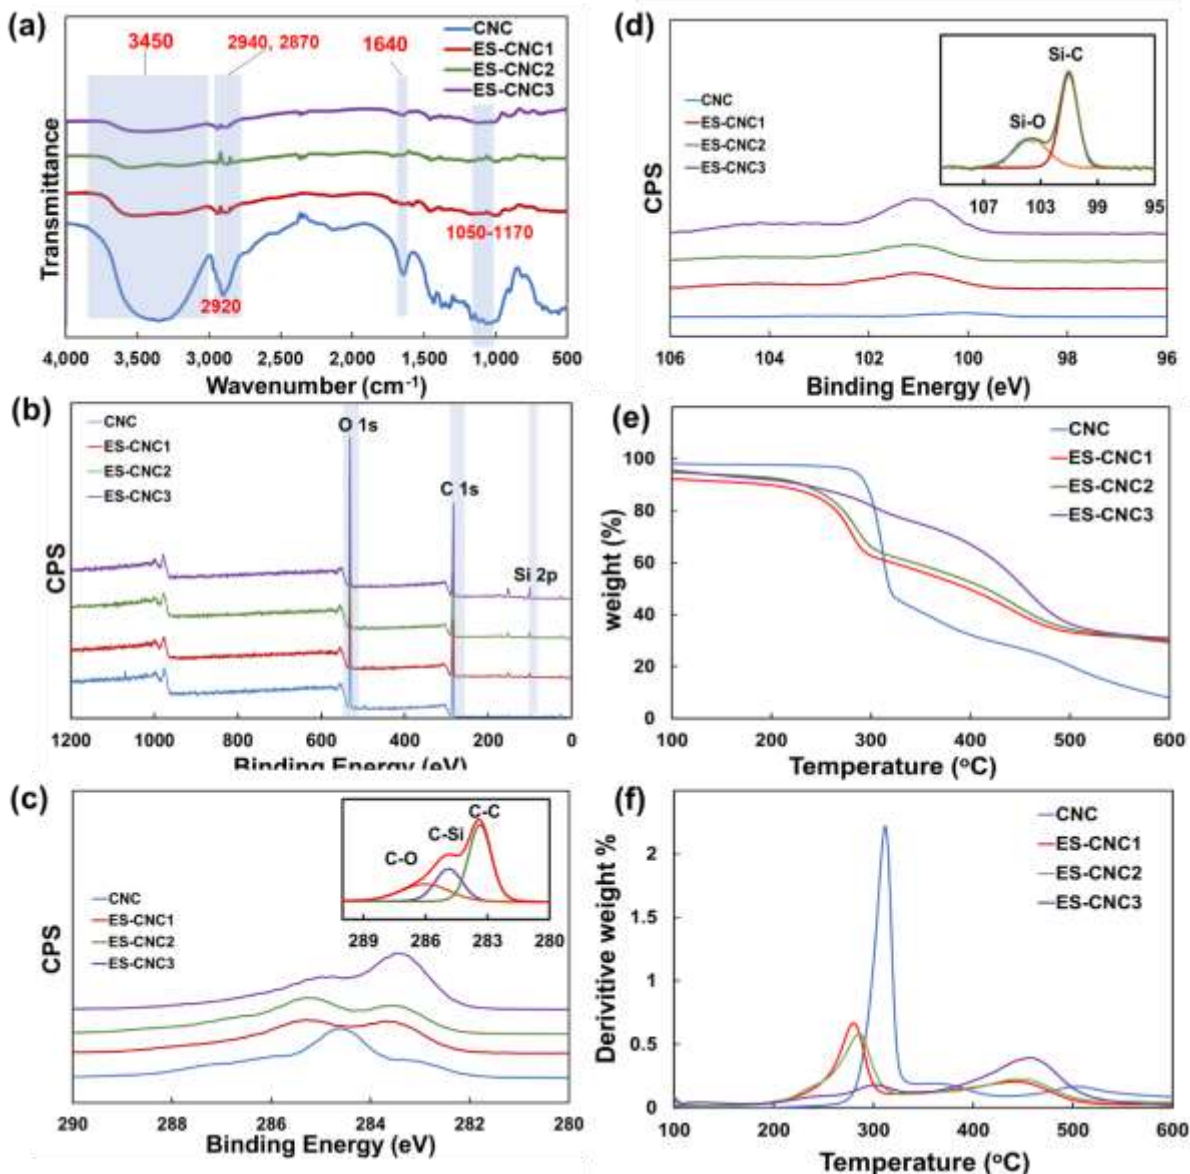 (a)
3450
2940, 2870
1640
CNC
ES-CNC1
ES-CNC2
ES-CNC3
Transmittance
2920
1050-1170
4,000 3,500 3,000 2,500 2,000 1,500 1,000 500
Wavenumber (cm⁻¹)
(d)
CNC
ES-CNC1
ES-CNC2
ES-CNC3
Si-C
Si-O
107 103 99 95
CPS
106 104 102 100 98 96
Binding Energy (eV)
(b)
CNC
ES-CNC1
ES-CNC2
ES-CNC3
O 1s
C 1s
Si 2p
CPS
1200 1000 800 600 400 200 0
Binding Energy (eV)
(e)
CNC
ES-CNC1
ES-CNC2
ES-CNC3
weight (%)
100
80
60
40
20
0
100 200 300 400 500 600
Temperature (°C)
(c)
CNC
ES-CNC1
ES-CNC2
ES-CNC3
C-C
C-Si
C-O
289 286 283 280
CPS
290 288 286 284 282 280
Binding Energy (eV)
(f)
CNC
ES-CNC1
ES-CNC2
ES-CNC3
Derivitive weight %
2
1.5
1
0.5
0
100 200 300 400 500 600
Temperature (°C)